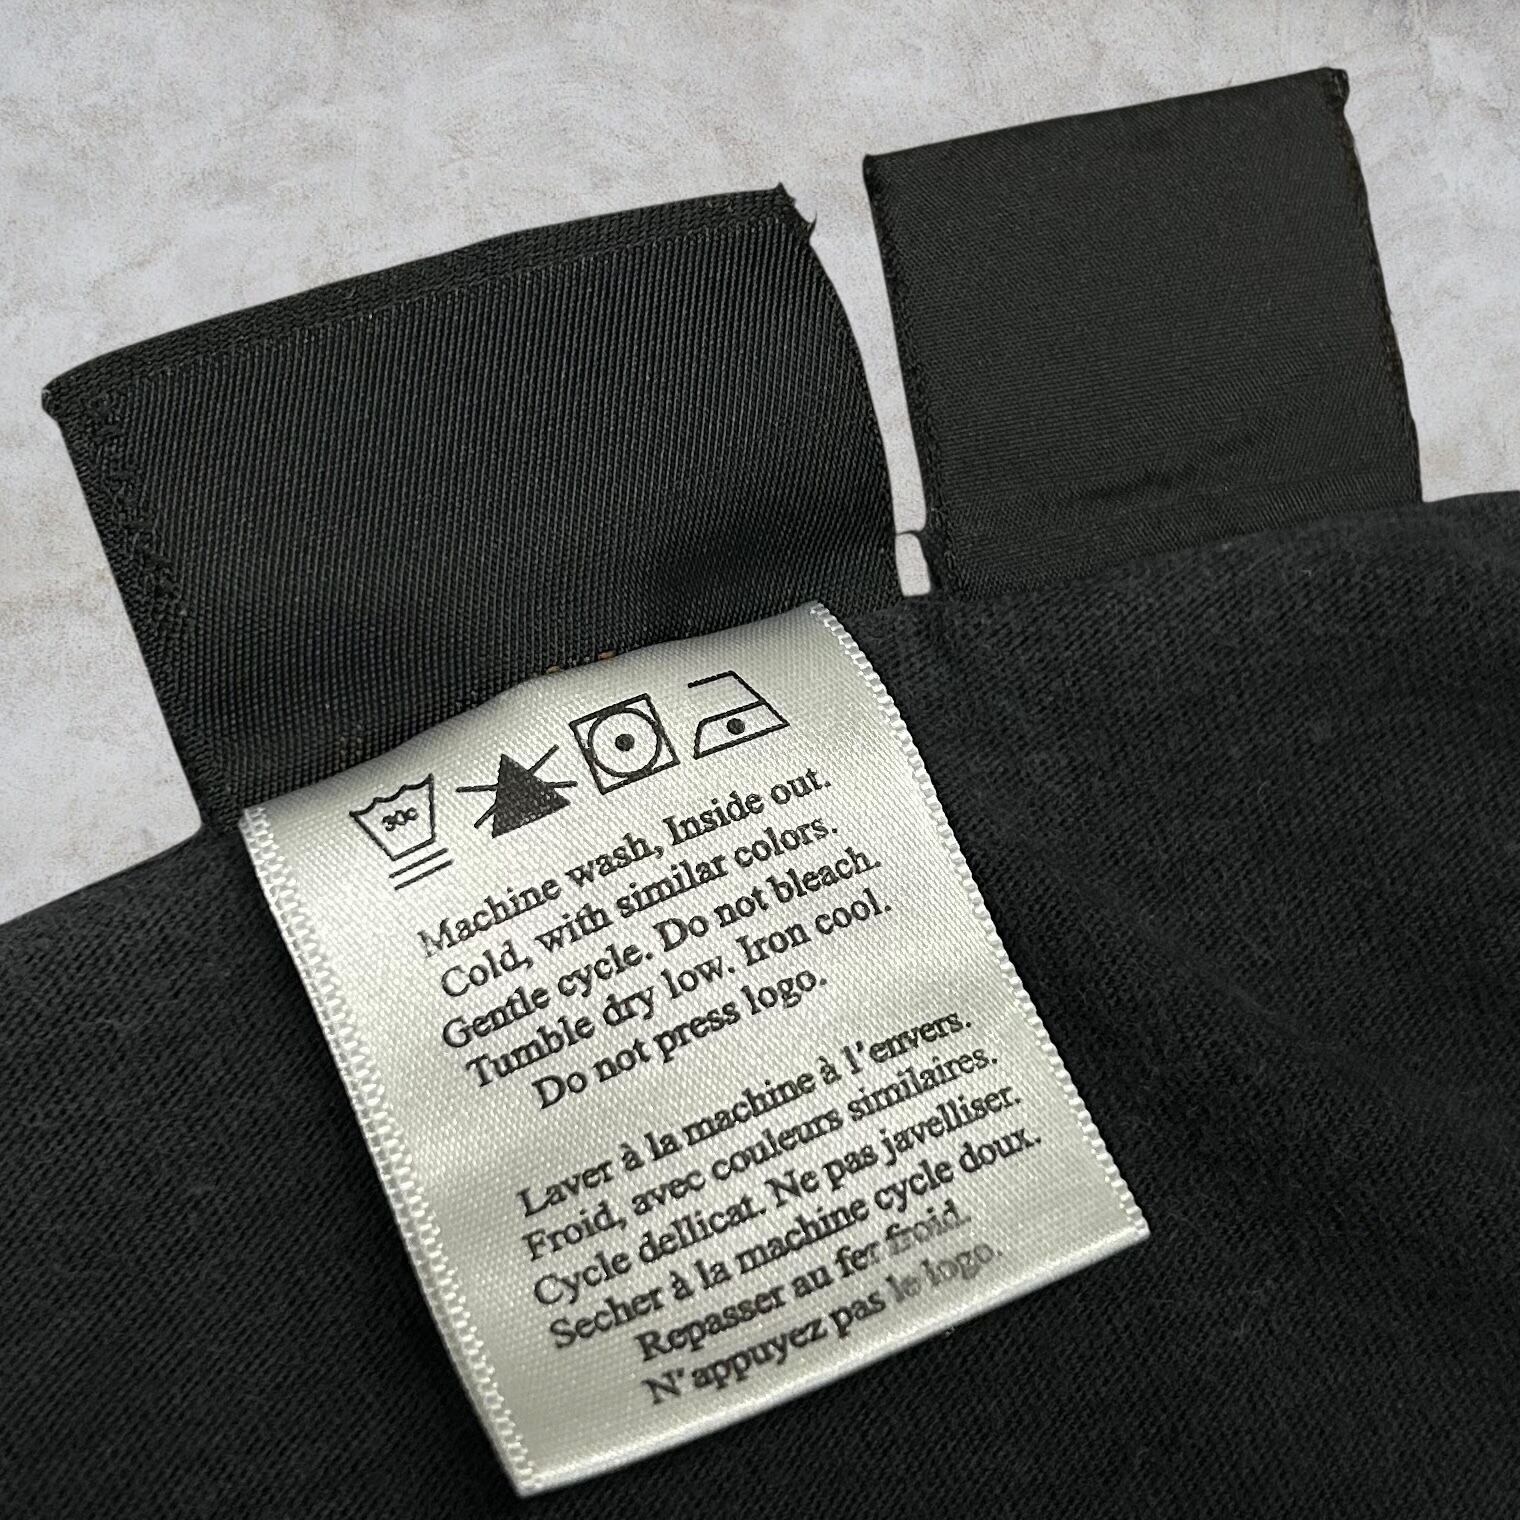 30c
Machine wash, Inside out.
Cold, with similar colors.
Gentle cycle. Do not bleach.
Tumble dry low. Iron cool.
Do not press logo.
Laver à la machine à l'envers.
Froid, avec couleurs similaires.
Cycle dellicat. Ne pas javelliser.
Secher à la machine cycle doux.
Repasser au fer froid.
N'appuyez pas le logo.